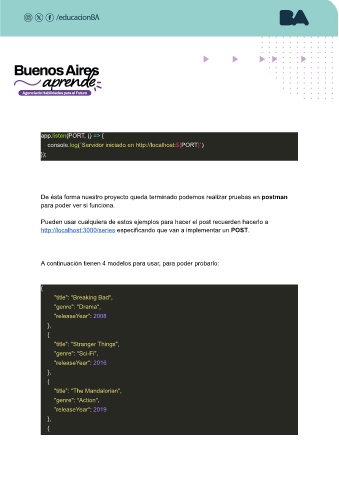 /educacionBA
BA
Buenos Aires
aprende
Agencia de Habilidades para el Futuro
app.listen(PORT, () => {
console.log(`Servidor iniciado en http://localhost:${PORT}`)
});
De ésta forma nuestro proyecto queda terminado podemos realizar pruebas en postman
para poder ver si funciona.
Pueden usar cualquiera de estos ejemplos para hacer el post recuerden hacerlo a
http://localhost:3000/series especificando que van a implementar un POST.
A continuación tienen 4 modelos para usar, para poder probarlo:
{
"title": "Breaking Bad",
"genre": "Drama",
"releaseYear": 2008
},
{
"title": "Stranger Things",
"genre": "Sci-Fi",
"releaseYear": 2016
},
{
"title": "The Mandalorian",
"genre": "Action",
"releaseYear": 2019
},
{